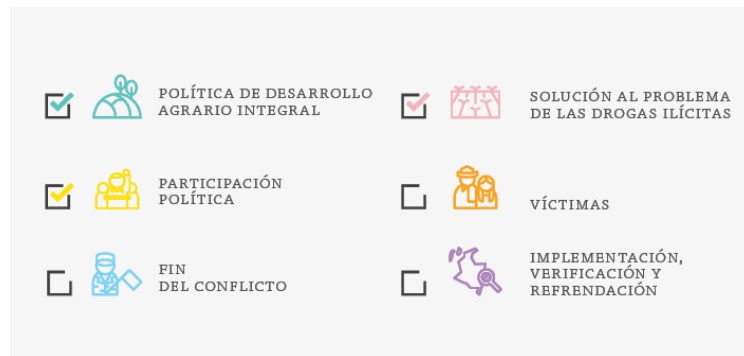 POLÍTICA DE DESARROLLO
AGRARIO INTEGRAL
SOLUCIÓN AL PROBLEMA
DE LAS DROGAS ILÍCITAS
PARTICIPACIÓN
POLÍTICA
VÍCTIMAS
FIN
DEL CONFLICTO
IMPLEMENTACIÓN,
VERIFICACIÓN Y
REFRENDACIÓN